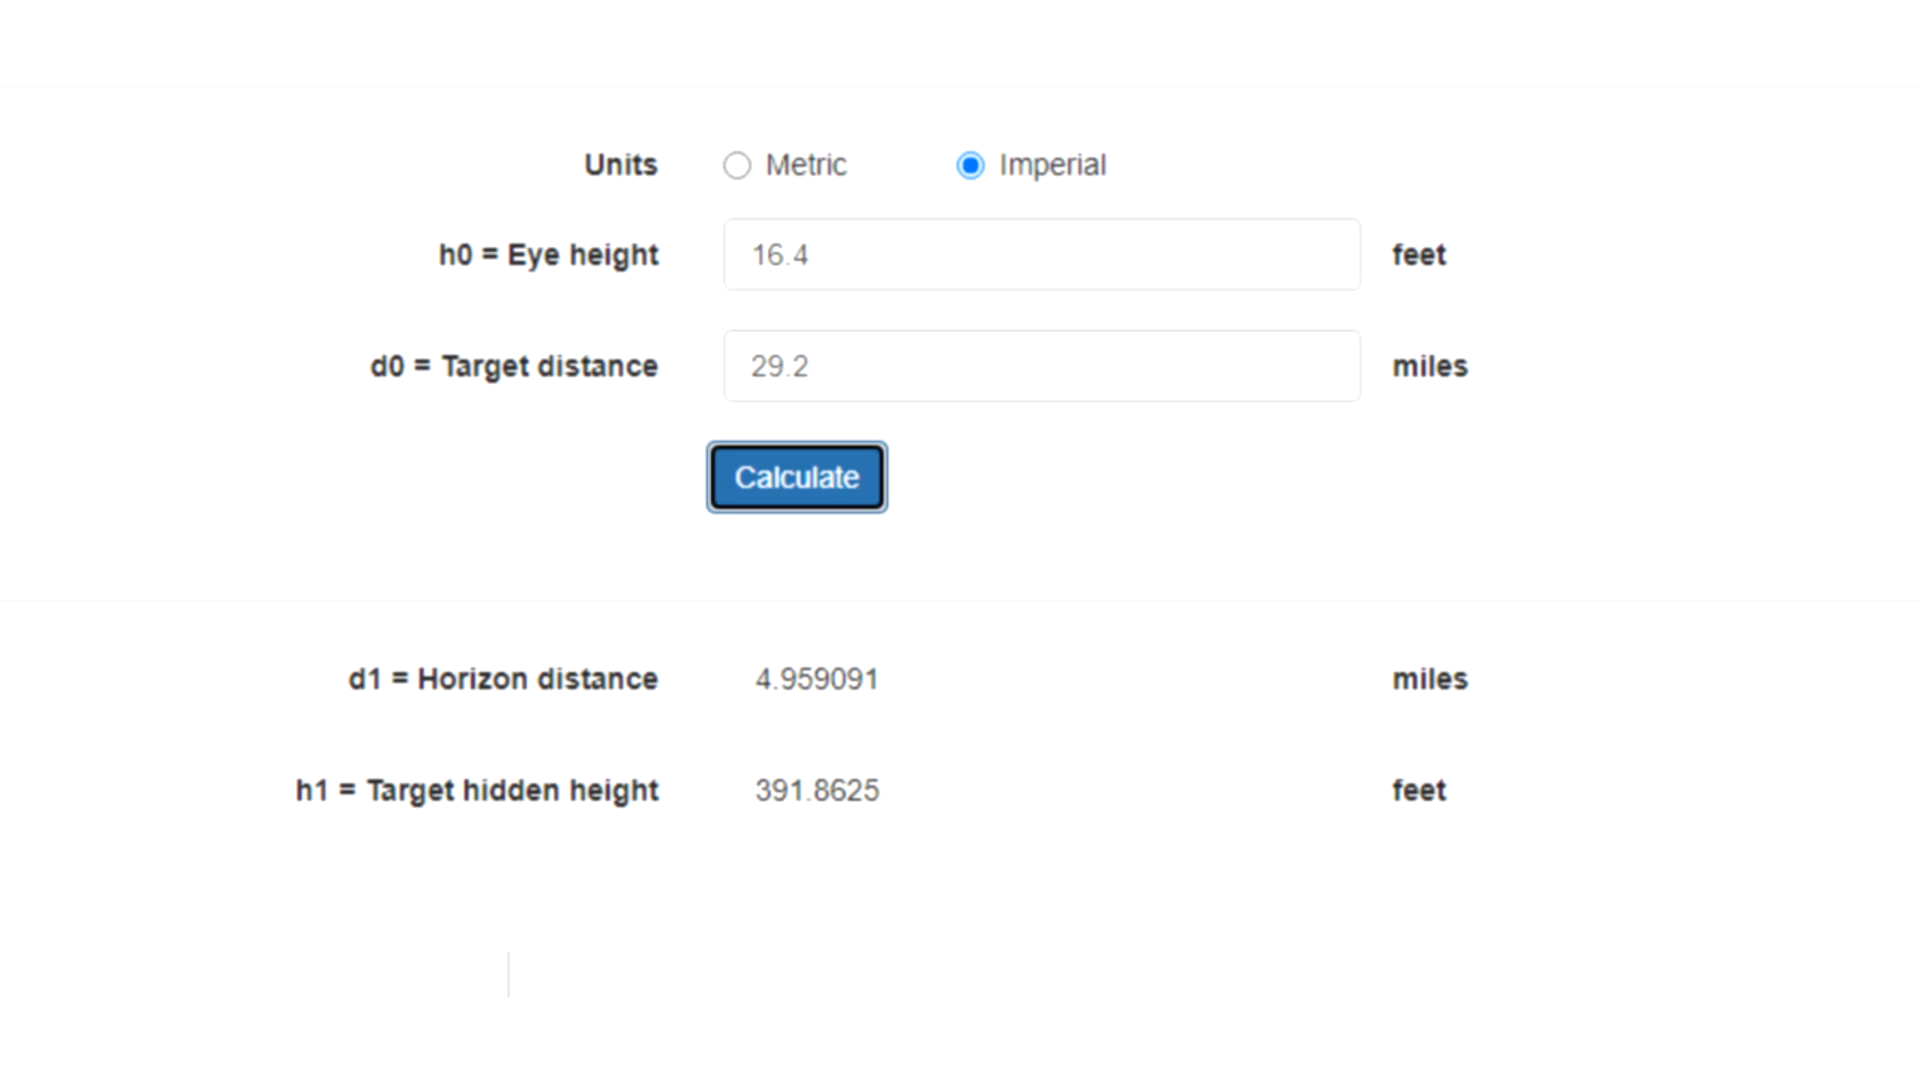 Units Metric Imperial
h0 = Eye height 16.4 feet
d0 = Target distance 29.2 miles
Calculate
d1 = Horizon distance 4.959091 miles
h1 = Target hidden height 391.8625 feet